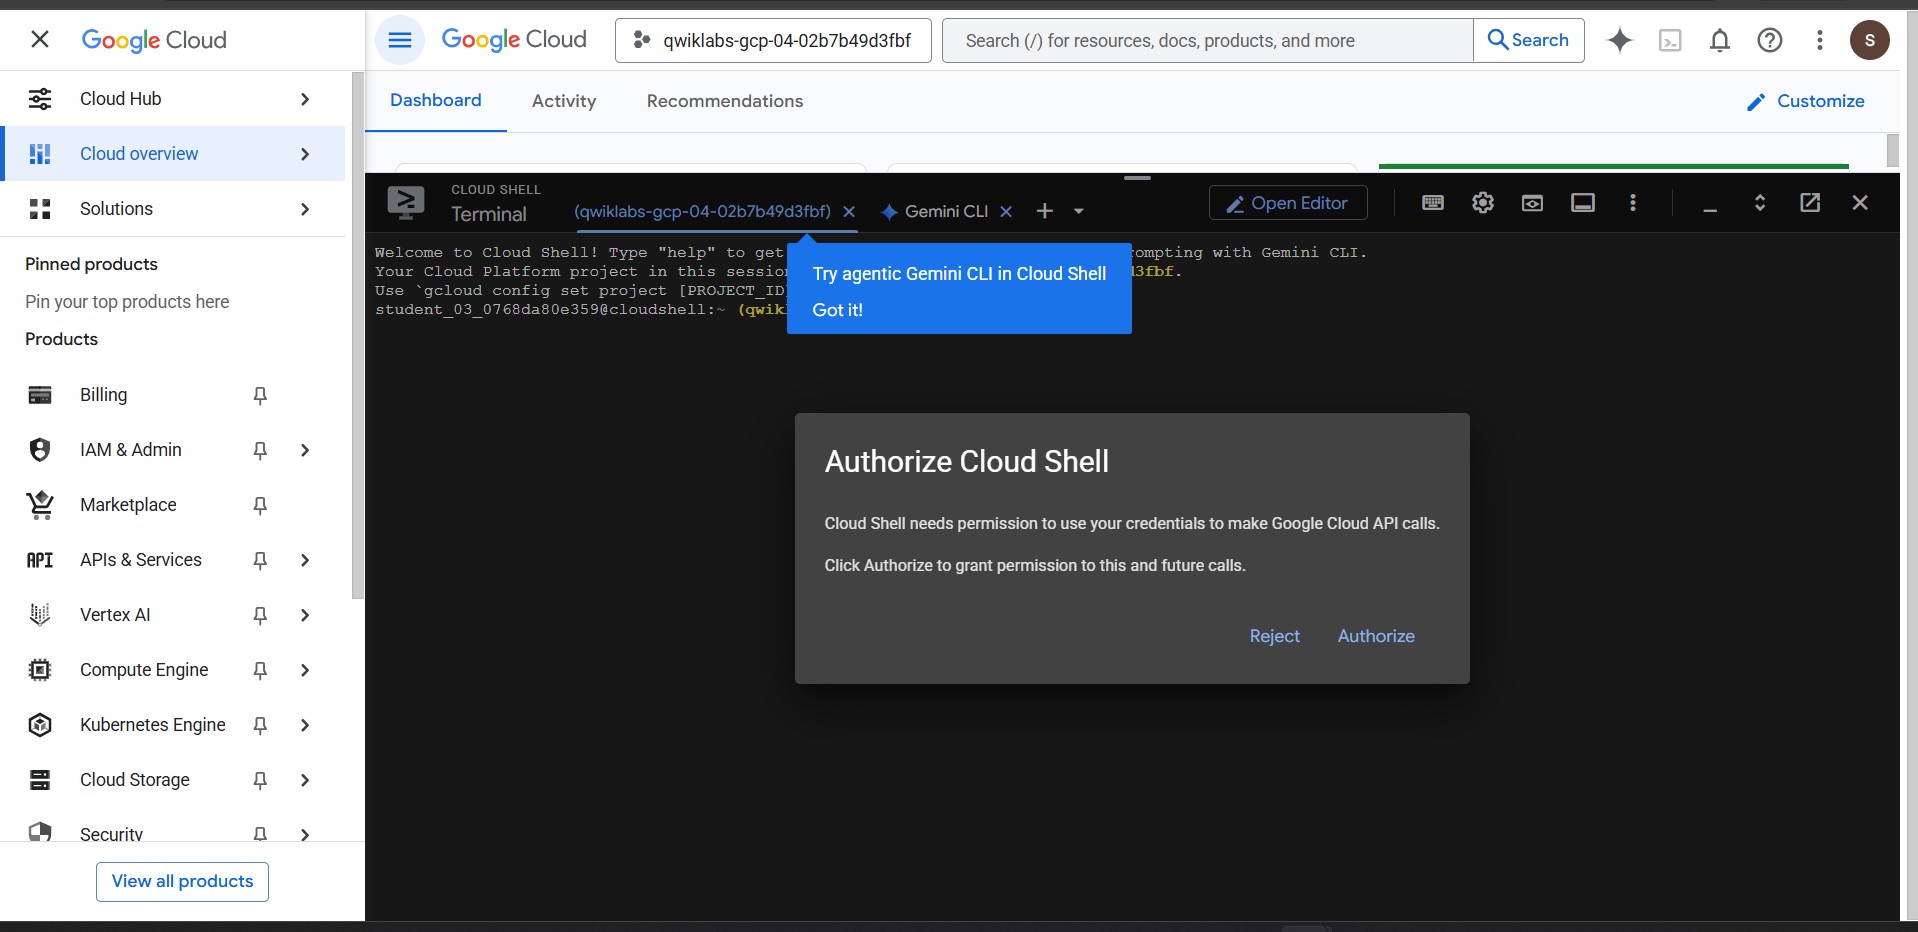 Google Cloud
Cloud Hub
Cloud overview
Solutions
Pinned products
Pin your top products here
Products
Billing
IAM & Admin
Marketplace
API APIs & Services
Vertex AI
Compute Engine
Kubernetes Engine
Cloud Storage
Security
View all products
Google Cloud
qwiklabs-gcp-04-02b7b49d3fbf
Search (/) for resources, docs, products, and more
Search
S
Dashboard
Activity
Recommendations
Customize
CLOUD SHELL
Terminal
(qwiklabs-gcp-04-02b7b49d3fbf)
Gemini CLI
Open Editor
Welcome to Cloud Shell! Type "help" to get ompting with Gemini CLI.
Your Cloud Platform project in this session d3fbf.
Use `gcloud config set project [PROJECT_ID]
student_03_0768da80e359@cloudshell:~ (qwik
Try agentic Gemini CLI in Cloud Shell
Got it!
Authorize Cloud Shell
Cloud Shell needs permission to use your credentials to make Google Cloud API calls.
Click Authorize to grant permission to this and future calls.
Reject
Authorize